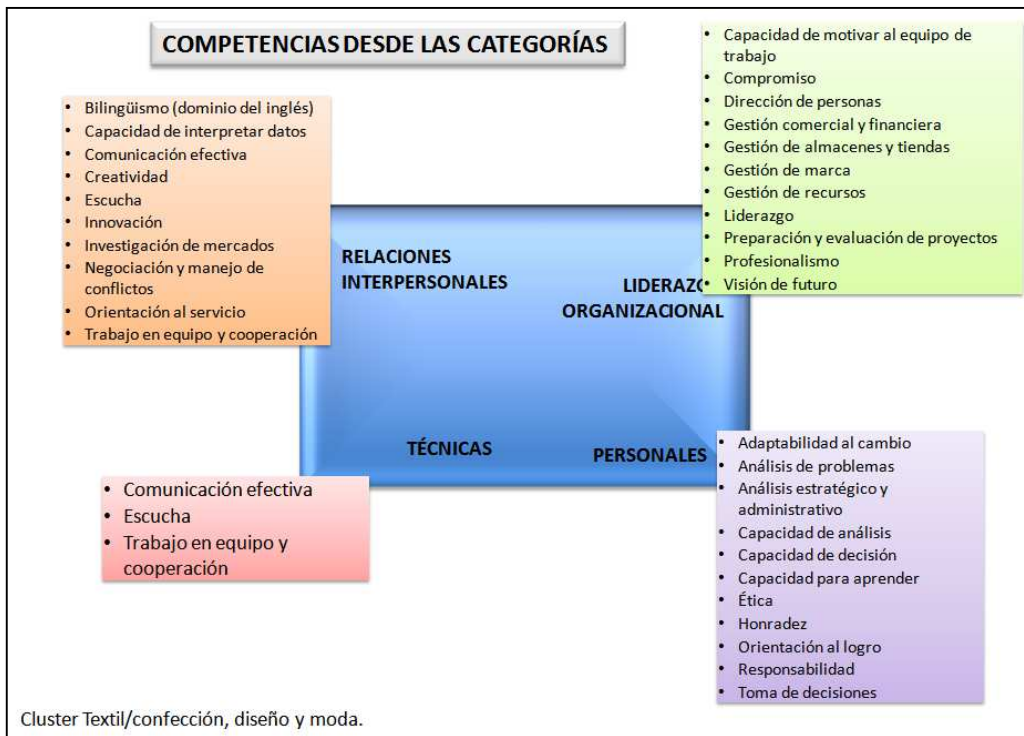 COMPETENCIAS DESDE LAS CATEGORÍAS
• Bilingüismo (dominio del inglés)
• Capacidad de interpretar datos
• Comunicación efectiva
• Creatividad
• Escucha
• Innovación
• Investigación de mercados
• Negociación y manejo de
conflictos
• Orientación al servicio
• Trabajo en equipo y cooperación
• Capacidad de motivar al equipo de
trabajo
• Compromiso
• Dirección de personas
• Gestión comercial y financiera
• Gestión de almacenes y tiendas
• Gestión de marca
• Gestión de recursos
• Liderazgo
• Preparación y evaluación de proyectos
• Profesionalismo
• Visión de futuro
RELACIONES
INTERPERSONALES
LIDERAZGO
ORGANIZACIONAL
TÉCNICAS
PERSONALES
• Comunicación efectiva
• Escucha
• Trabajo en equipo y
cooperación
• Adaptabilidad al cambio
• Análisis de problemas
• Análisis estratégico y
administrativo
• Capacidad de análisis
• Capacidad de decisión
• Capacidad para aprender
• Ética
• Honradez
• Orientación al logro
• Responsabilidad
• Toma de decisiones
Cluster Textil/confección, diseño y moda.